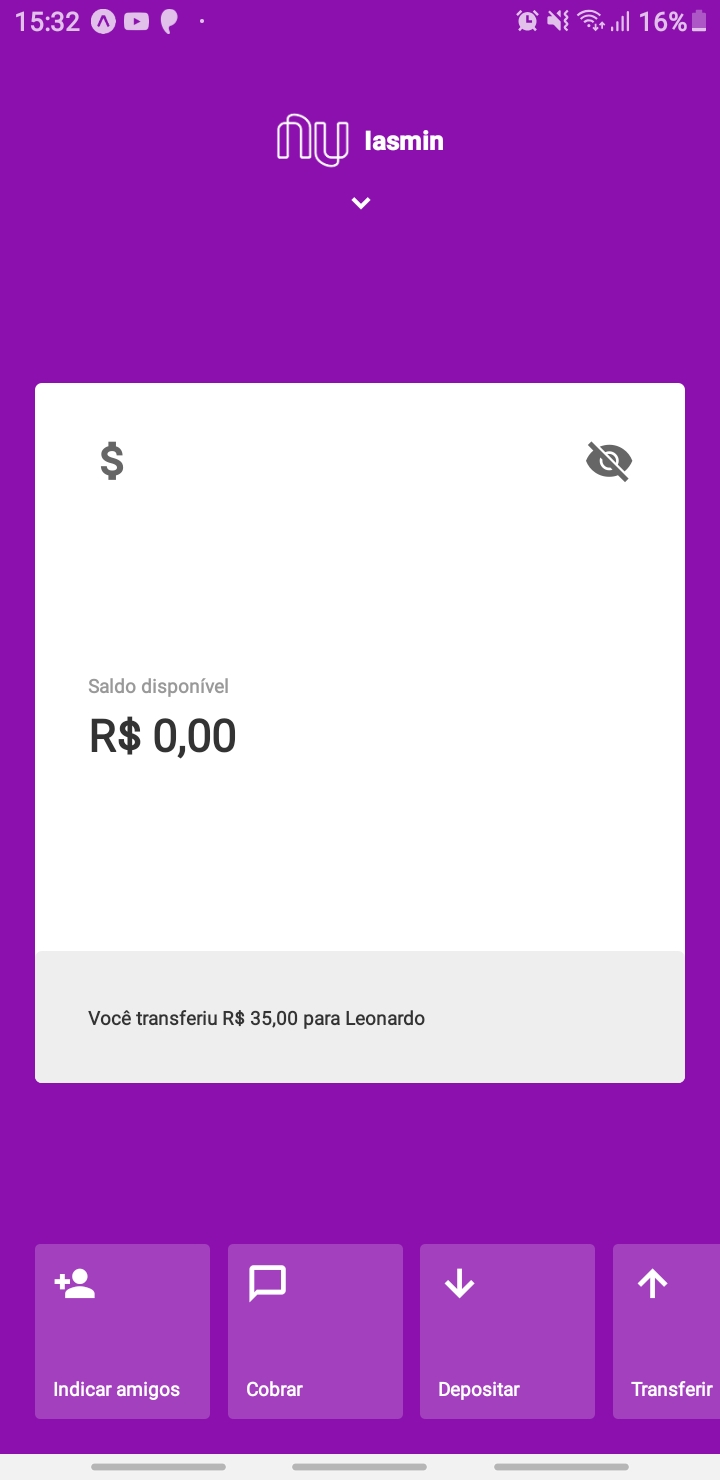 15:32
16%
nu Iasmin
$
Saldo disponível
R$ 0,00
Você transferiu R$ 35,00 para Leonardo
Indicar amigos
Cobrar
Depositar
Transferir